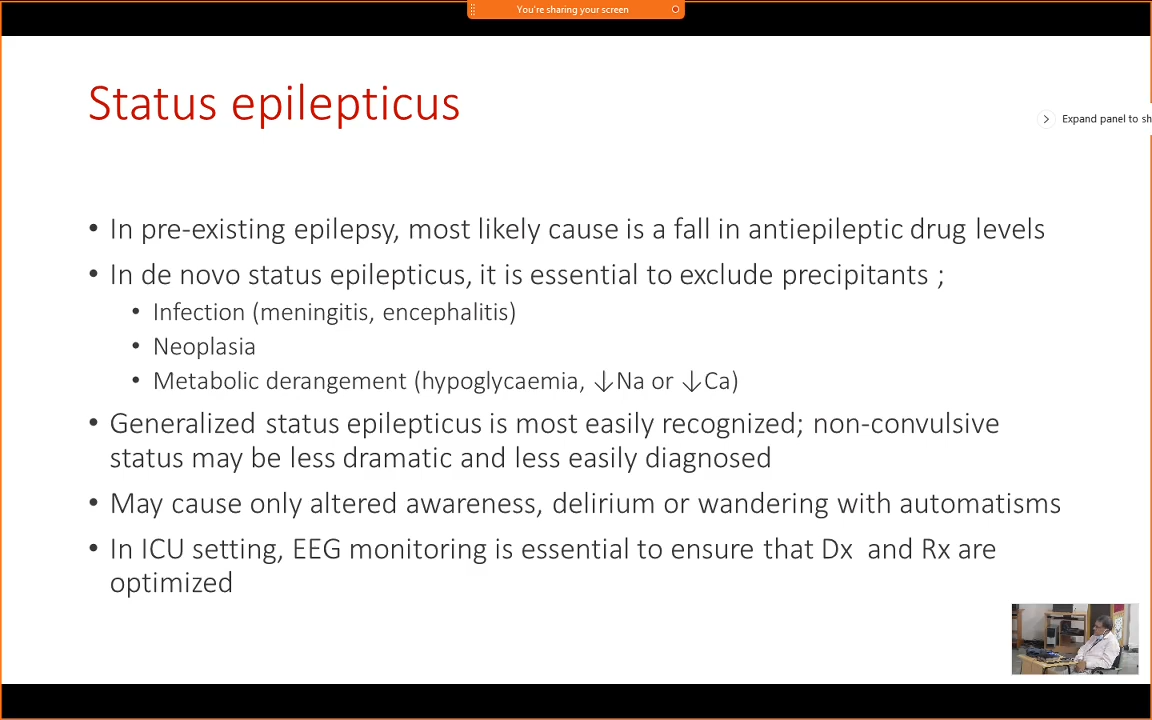 You're sharing your screen
Status epilepticus
Expand panel to sh
• In pre-existing epilepsy, most likely cause is a fall in antiepileptic drug levels
• In de novo status epilepticus, it is essential to exclude precipitants ;
• Infection (meningitis, encephalitis)
• Neoplasia
• Metabolic derangement (hypoglycaemia, ↓Na or ↓Ca)
• Generalized status epilepticus is most easily recognized; non-convulsive
status may be less dramatic and less easily diagnosed
• May cause only altered awareness, delirium or wandering with automatisms
• In ICU setting, EEG monitoring is essential to ensure that Dx and Rx are
optimized